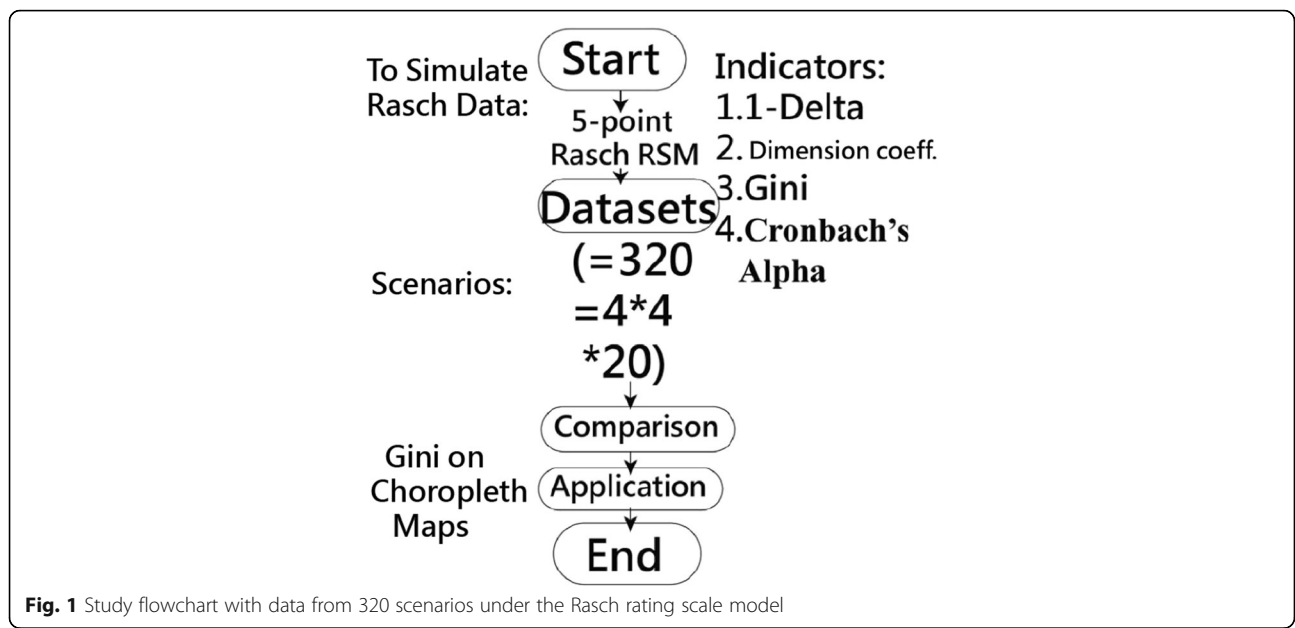 To Simulate
Rasch Data:
Start
5-point
Rasch RSM
Datasets
(=320
=4*4
*20)
Indicators:
1.1-Delta
2. Dimension coeff.
3.Gini
4.Cronbach’s
Alpha
Scenarios:
Comparison
Gini on
Choropleth
Maps
Application
End
Fig. 1 Study flowchart with data from 320 scenarios under the Rasch rating scale model